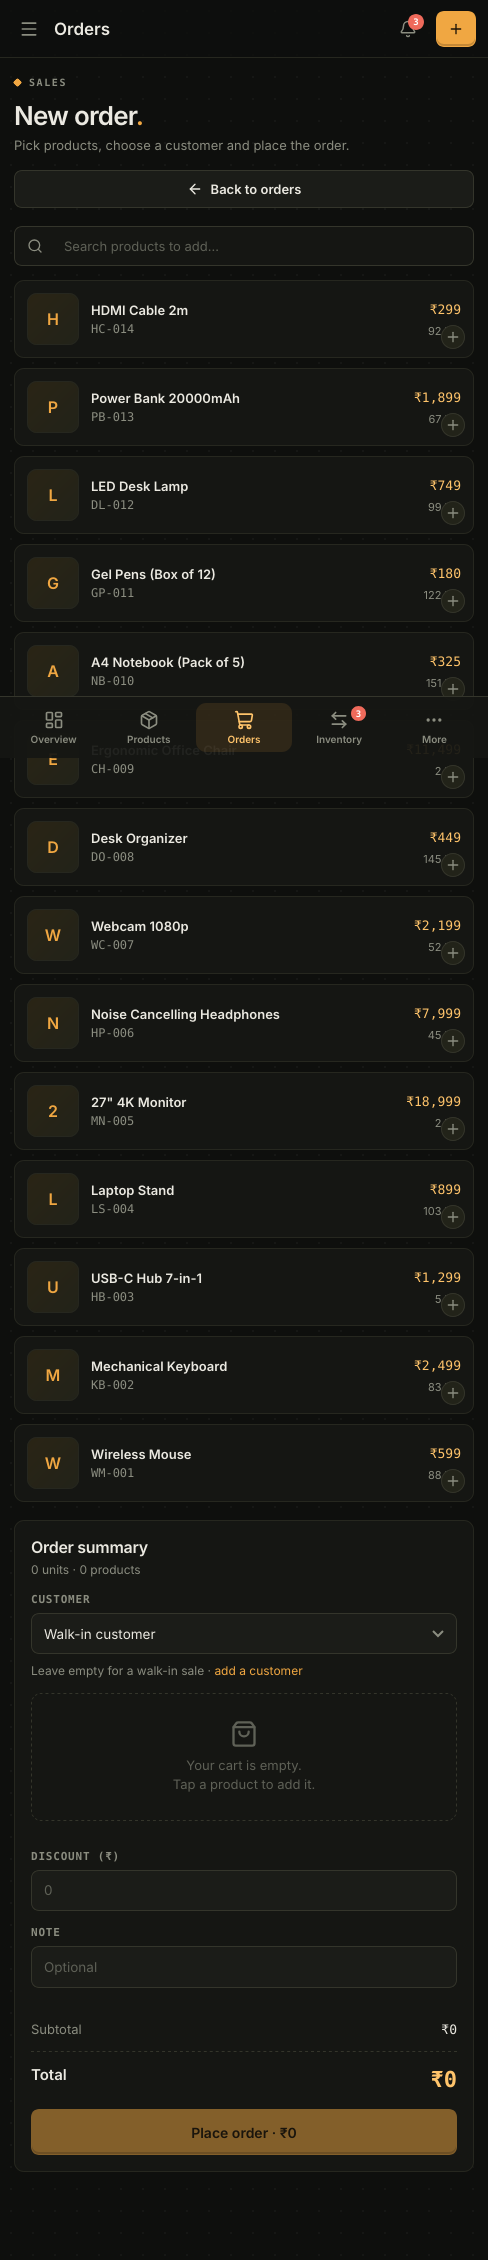 Orders
3
SALES
New order.
Pick products, choose a customer and place the order.
Back to orders
Search products to add...
H
HDMI Cable 2m
HC-014
₹299
92
P
Power Bank 20000mAh
PB-013
₹1,899
67
L
LED Desk Lamp
DL-012
₹749
99
G
Gel Pens (Box of 12)
GP-011
₹180
122
A
A4 Notebook (Pack of 5)
NB-010
₹325
151
Overview
Products
Orders
Inventory
3
More
E
Ergonomic Office Chair
CH-009
₹11,499
2
D
Desk Organizer
DO-008
₹449
145
W
Webcam 1080p
WC-007
₹2,199
52
N
Noise Cancelling Headphones
HP-006
₹7,999
45
2
27" 4K Monitor
MN-005
₹18,999
2
L
Laptop Stand
LS-004
₹899
103
U
USB-C Hub 7-in-1
HB-003
₹1,299
5
M
Mechanical Keyboard
KB-002
₹2,499
83
W
Wireless Mouse
WM-001
₹599
88
Order summary
0 units · 0 products
CUSTOMER
Walk-in customer
Leave empty for a walk-in sale · add a customer
Your cart is empty.
Tap a product to add it.
DISCOUNT (₹)
0
NOTE
Optional
Subtotal
₹0
Total
₹0
Place order · ₹0